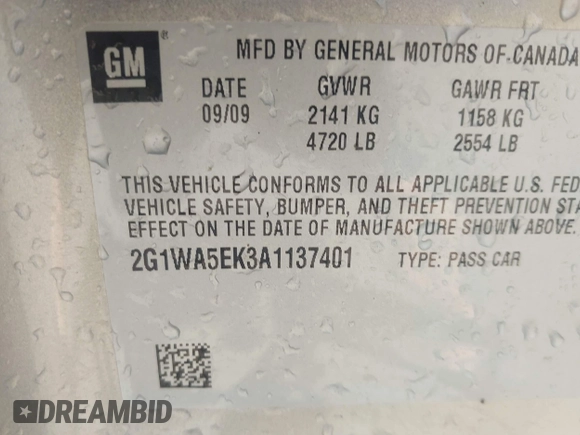 GM
MFD BY GENERAL MOTORS OF CANADA
DATE GVWR GAWR FRT
09/09 2141 KG 1158 KG
4720 LB 2554 LB
THIS VEHICLE CONFORMS TO ALL APPLICABLE U.S. FED
VEHICLE SAFETY, BUMPER, AND THEFT PREVENTION STA
EFFECT ON THE DATE OF MANUFACTURE SHOWN ABOVE.
2G1WA5EK3A1137401 TYPE: PASS CAR
DREAMBID